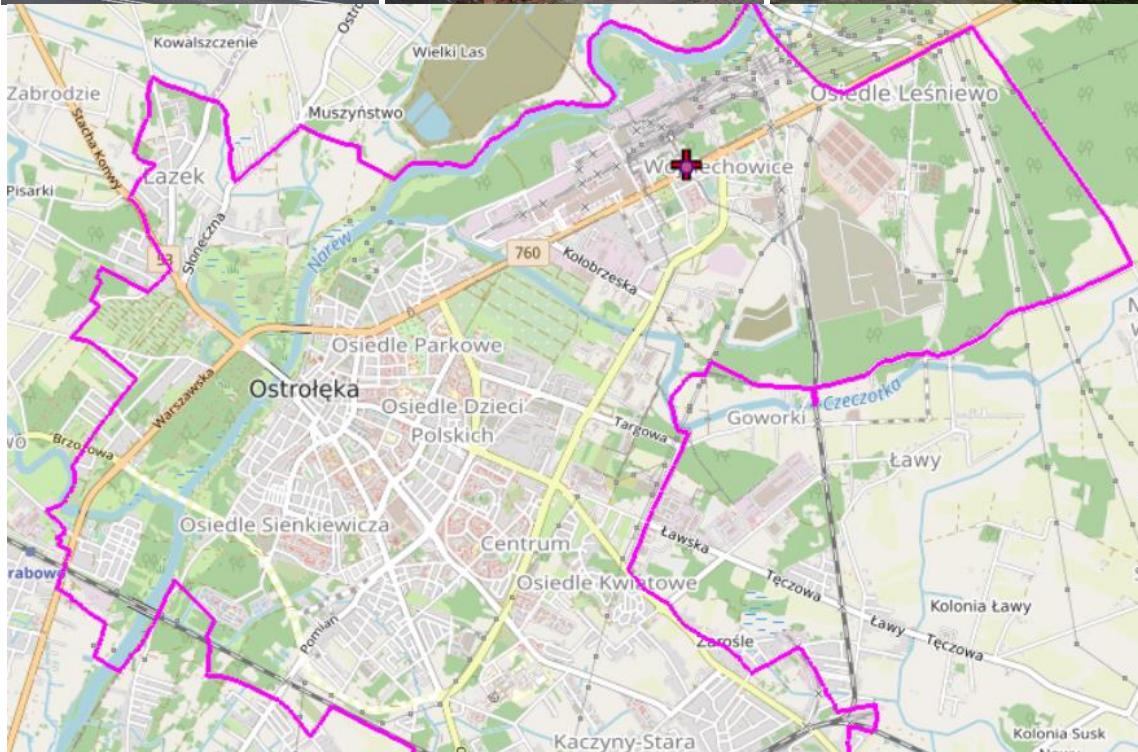 Kowalszczenie
Ostro
Wielki Las
Zabrodzie
Muszyństwo
Osiedle Leśniewo
Stacha Konwy
Pisarki
Łazek
Słoneczna
53
Narew
760
Kołobrzeska
Osiedle Parkowe
Ostrołęka
Warszawska
Osiedle Dzieci
Polskich
Targowa
Goworki
Czeczotka
Ławy
Brzozowa
Osiedle Sienkiewicza
Centrum
Ławska
Osiedle Kwiatowe
Tęczowa
Kolonia Ławy
Pomian
Zarośle
Ławy
Tęczowa
Kaczyny-Stara
Kolonia Susk